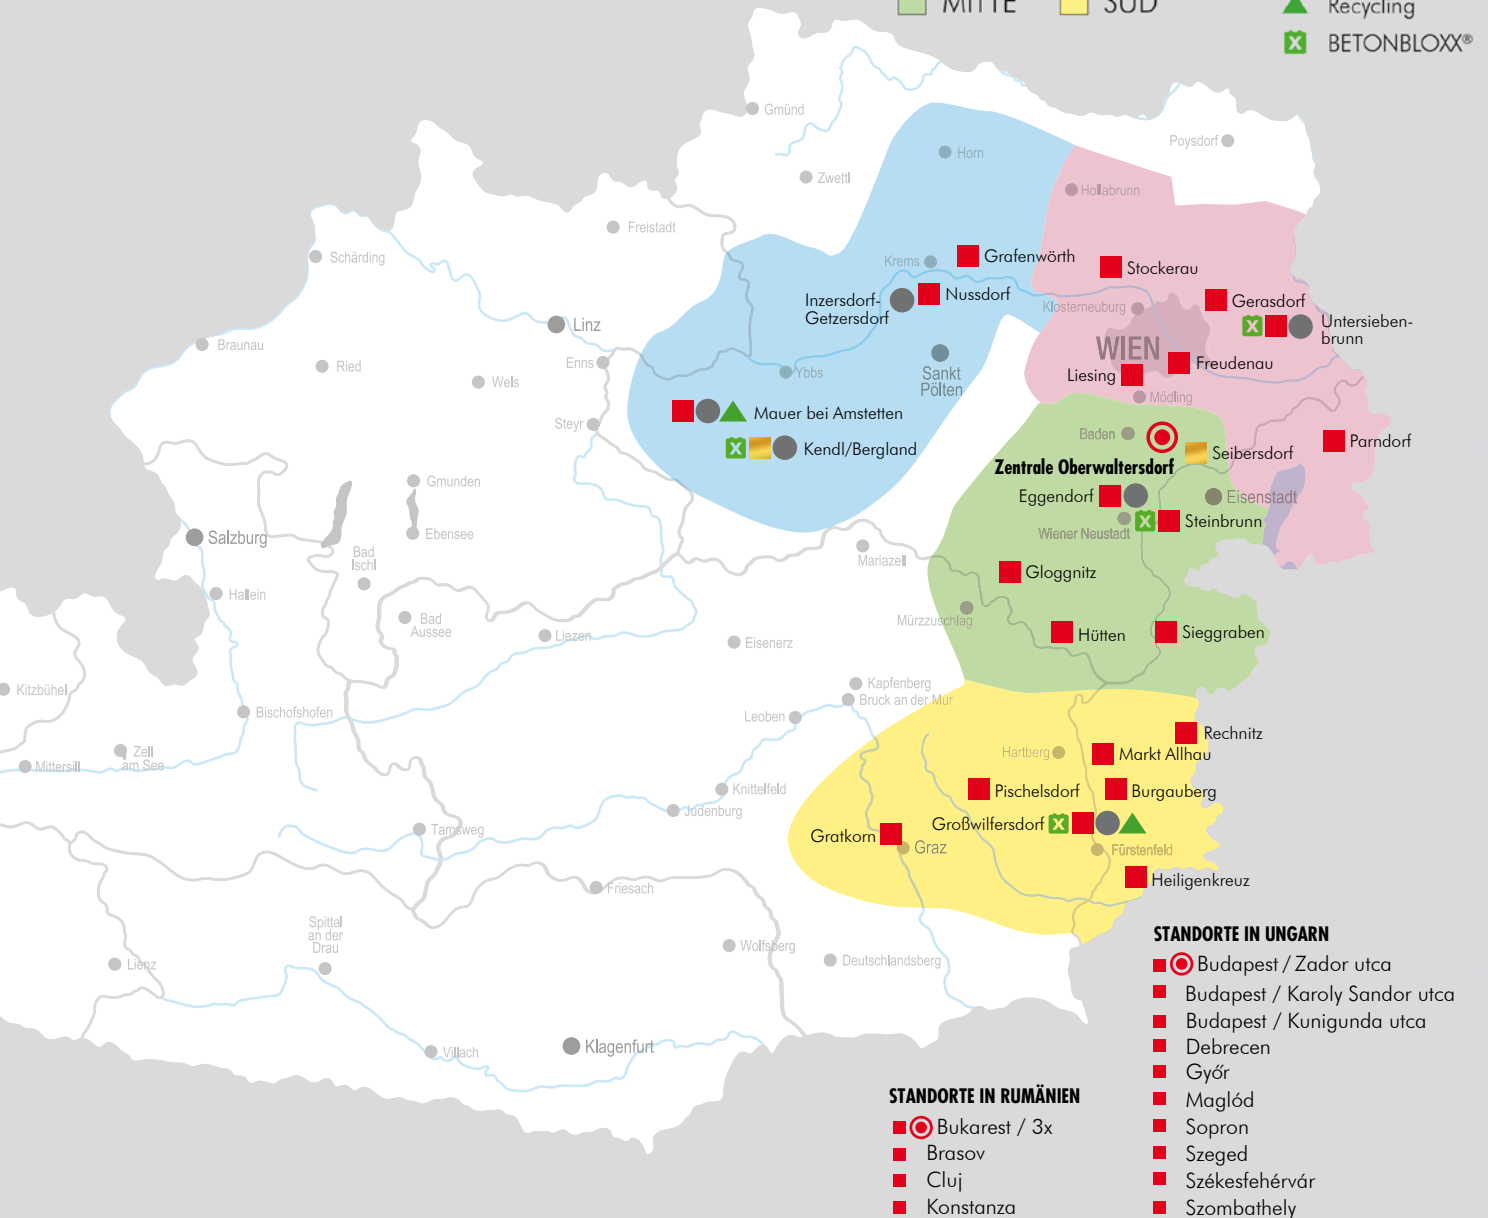 MITTE
SÜD
Recycling
BETONBLOXX®
Gmünd
Poysdorf
Horn
Zwettl
Hollabrunn
Freistadt
Schärding
Krems
Grafenwörth
Stockerau
Inzersdorf-
Getzersdorf
Nussdorf
Klosterneuburg
Gerasdorf
Untersieben-
brunn
Linz
Braunau
Ried
Enns
Wels
Ybbs
Sankt
Pölten
WIEN
Freudenau
Liesing
Mödling
Steyr
Mauer bei Amstetten
Kendl/Bergland
Baden
Seibersdorf
Parndorf
Zentrale Oberwaltersdorf
Gmunden
Eggendorf
Eisenstadt
Ebensee
Wiener Neustadt
Steinbrunn
Salzburg
Bad
Ischl
Mariazell
Gloggnitz
Hallein
Bad
Aussee
Mürzzuschlag
Liezen
Eisenerz
Hütten
Sieggraben
Kitzbühel
Kapfenberg
Bruck an der Mur
Bischofshofen
Leoben
Rechnitz
Zell
am See
Mittersill
Hartberg
Markt Allhau
Knittelfeld
Pischelsdorf
Burgauberg
Judenburg
Großwilfersdorf
Tamsweg
Gratkorn
Graz
Fürstenfeld
Friesach
Heiligenkreuz
Spittal
an der
Drau
Wolfsberg
Lienz
Deutschlandsberg
Villach
Klagenfurt
STANDORTE IN UNGARN
Budapest / Zador utca
Budapest / Karoly Sandor utca
Budapest / Kunigunda utca
Debrecen
Győr
Maglód
Sopron
Szeged
Székesfehérvár
Szombathely
STANDORTE IN RUMÄNIEN
Bukarest / 3x
Brasov
Cluj
Konstanza